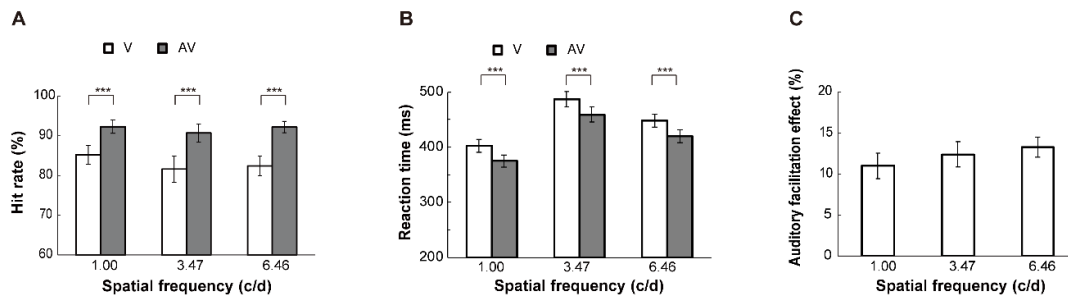 A
V AV
*** *** ***
100
90
80
70
60
Hit rate (%)
1.00 3.47 6.46
Spatial frequency (c/d)
B
V AV
*** *** ***
500
400
300
200
Reaction time (ms)
1.00 3.47 6.46
Spatial frequency (c/d)
C
20
15
10
5
0
Auditory facilitation effect (%)
1.00 3.47 6.46
Spatial frequency (c/d)